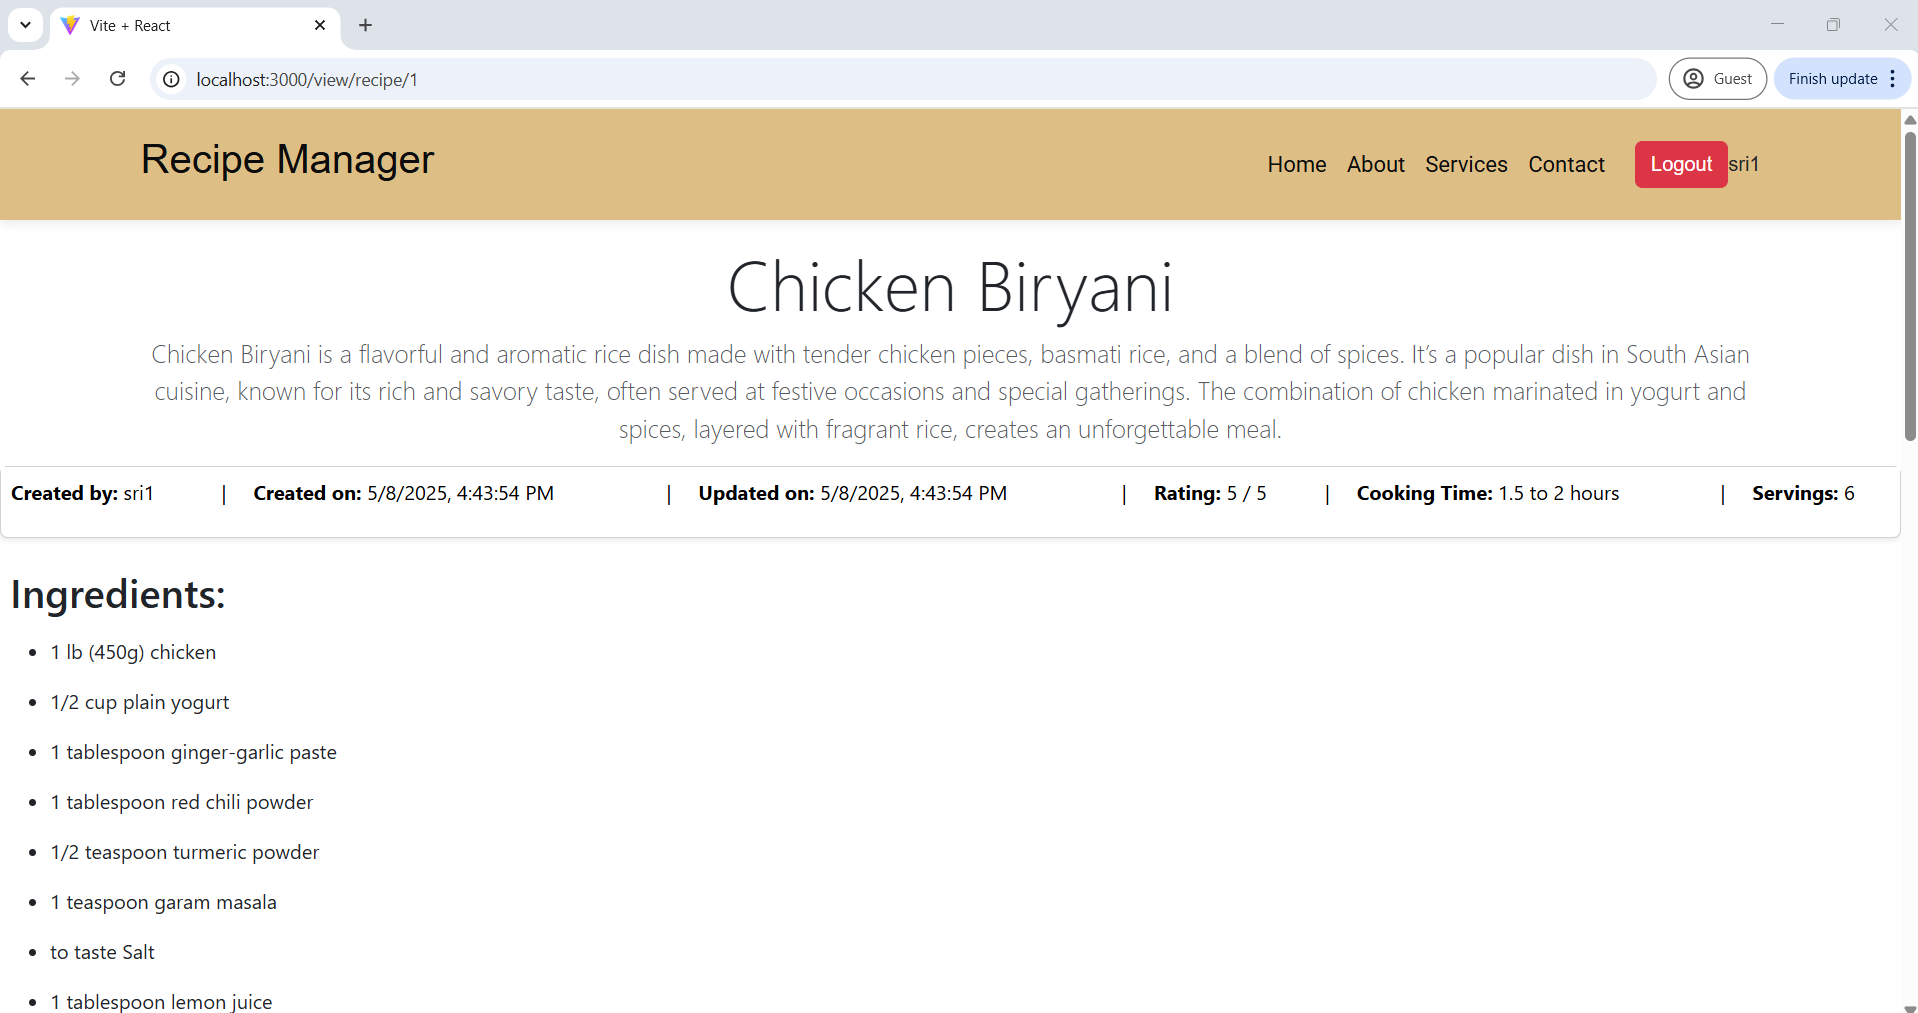 Vite + React
localhost:3000/view/recipe/1
Guest
Finish update
Recipe Manager
Home About Services Contact Logout sri1
Chicken Biryani
Chicken Biryani is a flavorful and aromatic rice dish made with tender chicken pieces, basmati rice, and a blend of spices. It’s a popular dish in South Asian
cuisine, known for its rich and savory taste, often served at festive occasions and special gatherings. The combination of chicken marinated in yogurt and
spices, layered with fragrant rice, creates an unforgettable meal.
Created by: sri1 | Created on: 5/8/2025, 4:43:54 PM | Updated on: 5/8/2025, 4:43:54 PM | Rating: 5 / 5 | Cooking Time: 1.5 to 2 hours | Servings: 6
Ingredients:
• 1 lb (450g) chicken
• 1/2 cup plain yogurt
• 1 tablespoon ginger-garlic paste
• 1 tablespoon red chili powder
• 1/2 teaspoon turmeric powder
• 1 teaspoon garam masala
• to taste Salt
• 1 tablespoon lemon juice